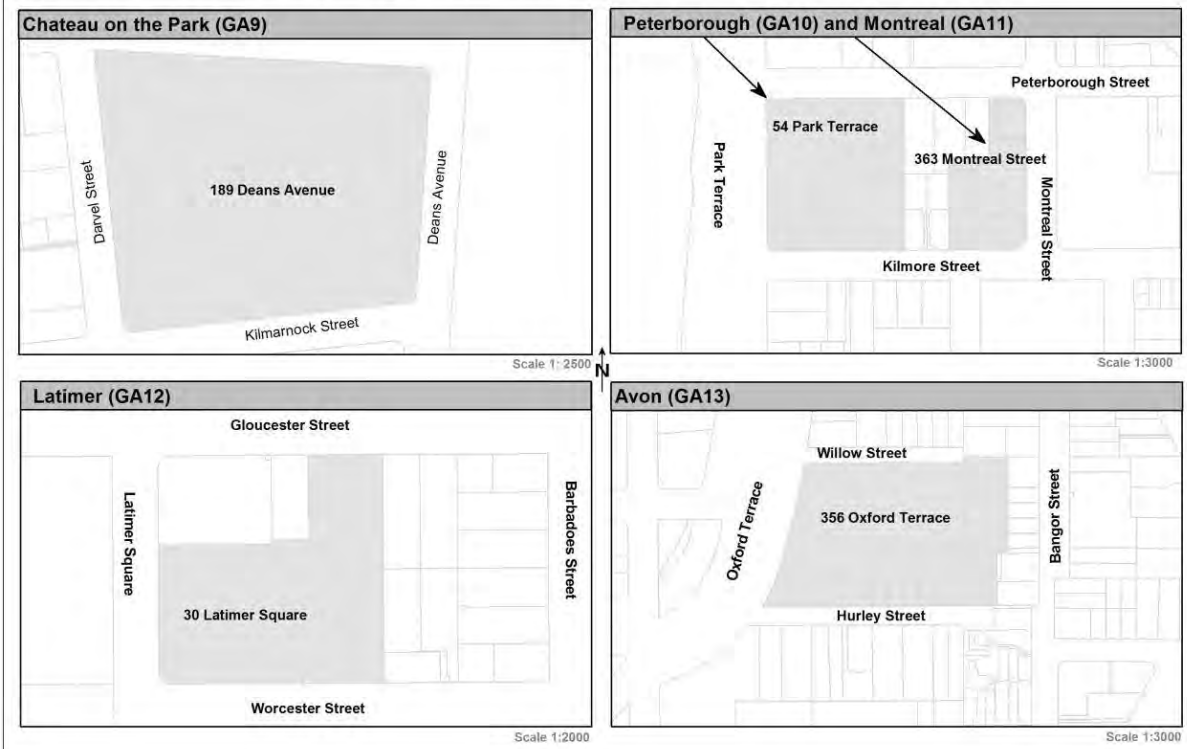 Chateau on the Park (GA9)
Darvel Street
189 Deans Avenue
Deans Avenue
Kilmarnock Street
Scale 1: 2500
Peterborough (GA10) and Montreal (GA11)
Peterborough Street
54 Park Terrace
Park Terrace
363 Montreal Street
Montreal Street
Kilmore Street
Scale 1:3000
N
Latimer (GA12)
Gloucester Street
Latimer Square
Barbadoes Street
30 Latimer Square
Worcester Street
Scale 1:2000
Avon (GA13)
Willow Street
Oxford Terrace
356 Oxford Terrace
Bangor Street
Hurley Street
Scale 1:3000